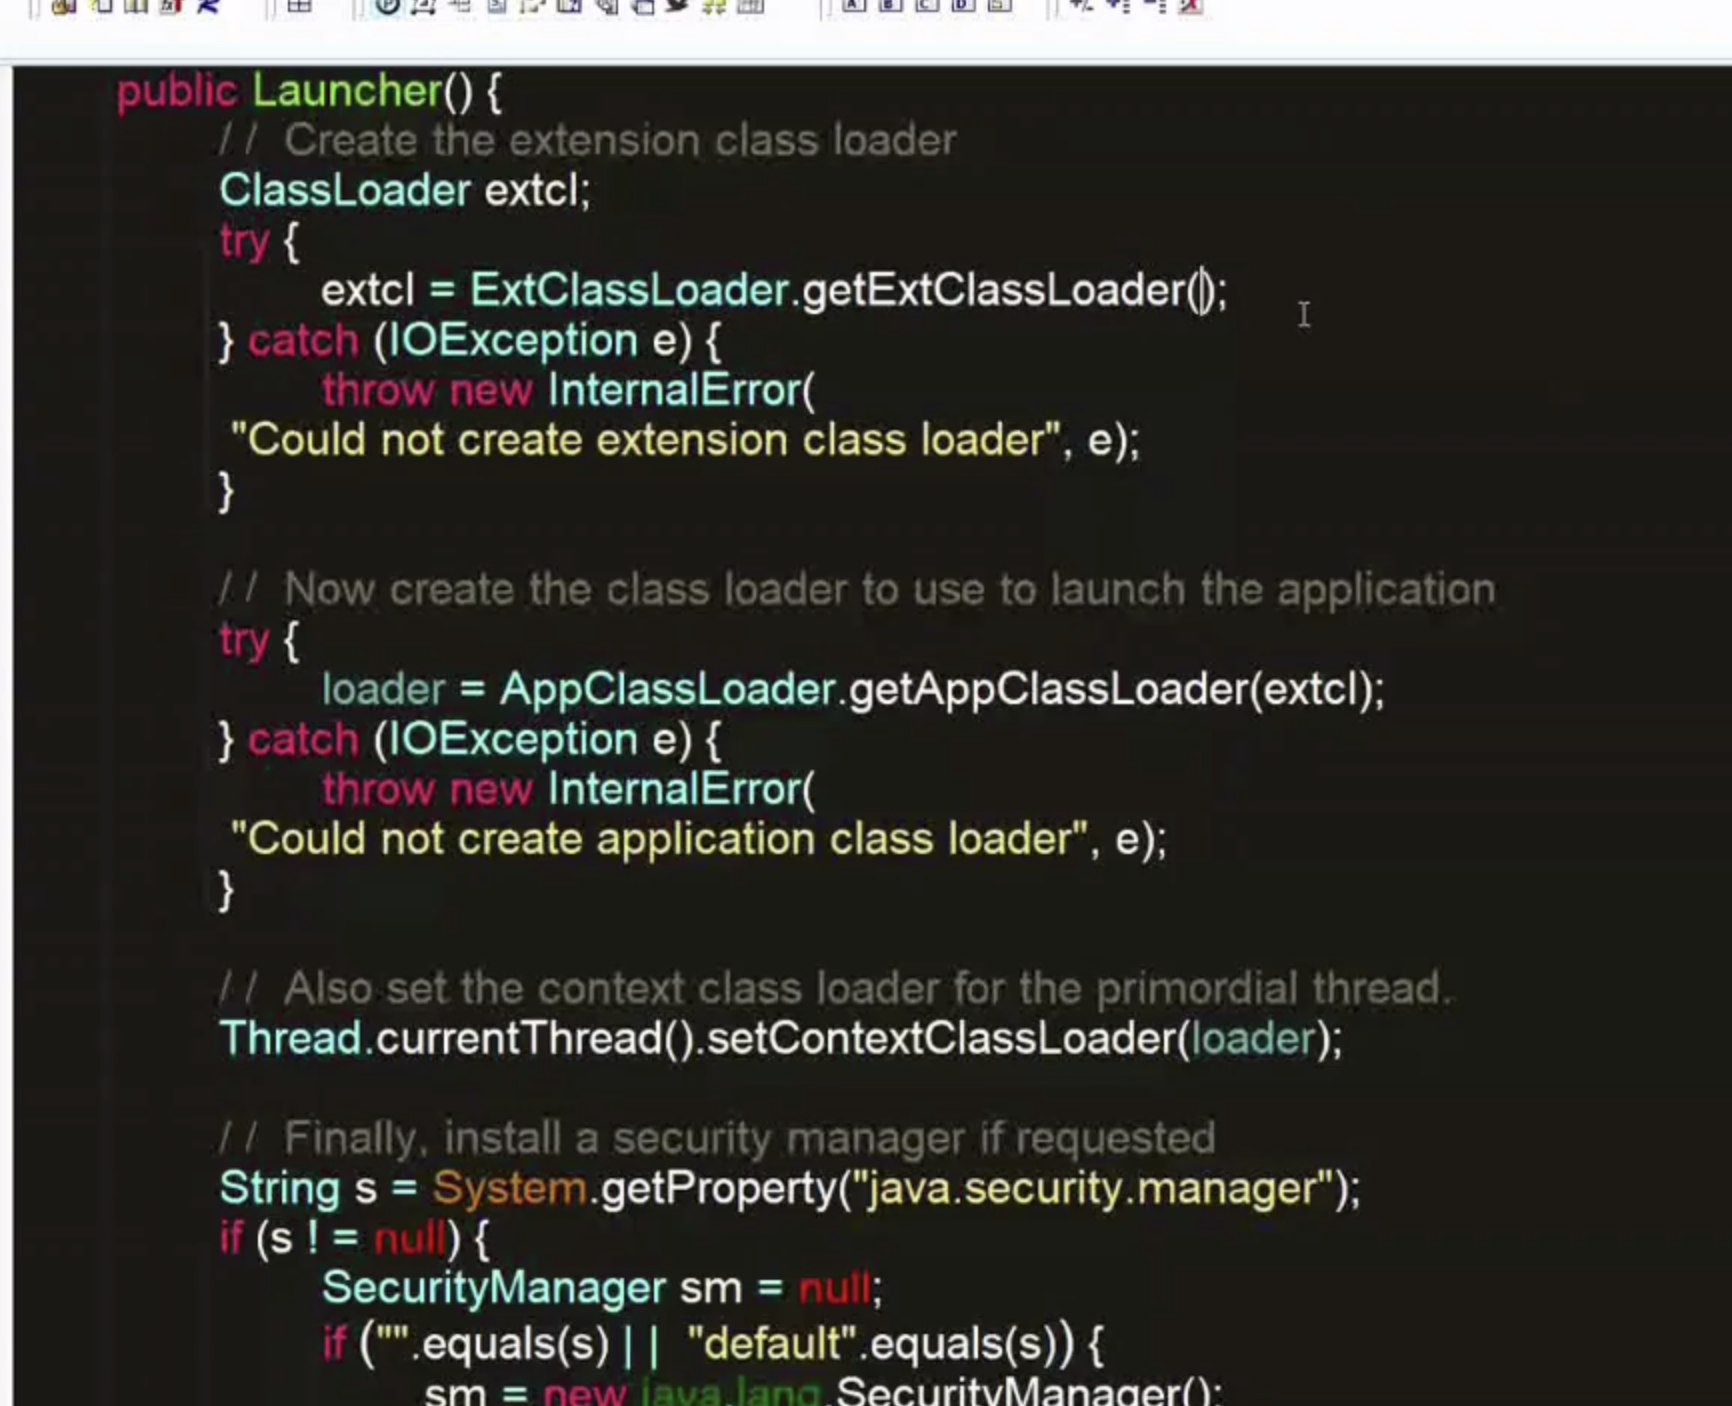 public Launcher() {
// Create the extension class loader
ClassLoader extcl;
try {
extcl = ExtClassLoader.getExtClassLoader();
} catch (IOException e) {
throw new InternalError(
"Could not create extension class loader", e);
}
// Now create the class loader to use to launch the application
try {
loader = AppClassLoader.getAppClassLoader(extcl);
} catch (IOException e) {
throw new InternalError(
"Could not create application class loader", e);
}
// Also set the context class loader for the primordial thread.
Thread.currentThread().setContextClassLoader(loader);
// Finally, install a security manager if requested
String s = System.getProperty("java.security.manager");
if (s != null) {
SecurityManager sm = null;
if ("".equals(s) || "default".equals(s)) {
sm = new java.lang.SecurityManager();